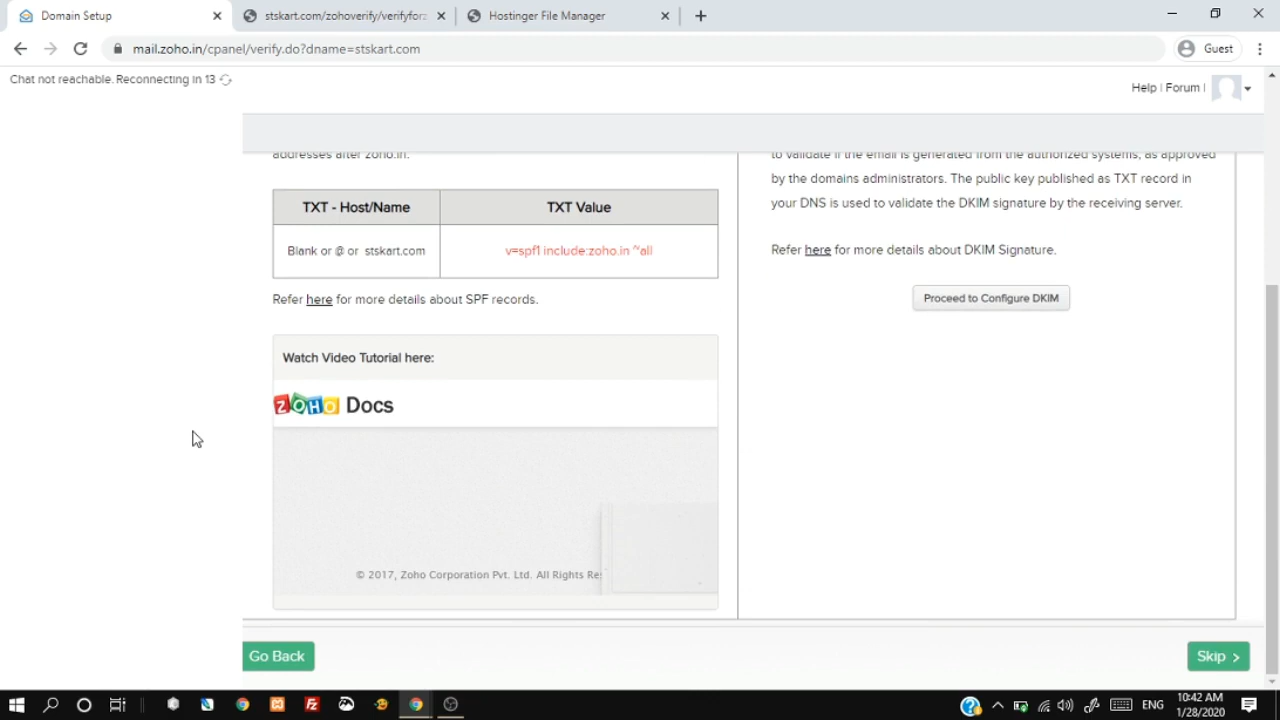 Domain Setup
stskart.com/zohoverify/verifyforz
Hostinger File Manager
mail.zoho.in/cpanel/verify.do?dname=stskart.com
Guest
Chat not reachable. Reconnecting in 13
Help | Forum |
addresses after zoho.in.
TXT - Host/Name
TXT Value
Blank or @ or stskart.com
v=spf1 include:zoho.in ~all
Refer here for more details about SPF records.
Watch Video Tutorial here:
ZOHO Docs
© 2017, Zoho Corporation Pvt. Ltd. All Rights Res
to validate if the email is generated from the authorized systems, as approved
by the domains administrators. The public key published as TXT record in
your DNS is used to validate the DKIM signature by the receiving server.
Refer here for more details about DKIM Signature.
Proceed to Configure DKIM
Go Back
Skip >
ENG
10:42 AM
1/28/2020